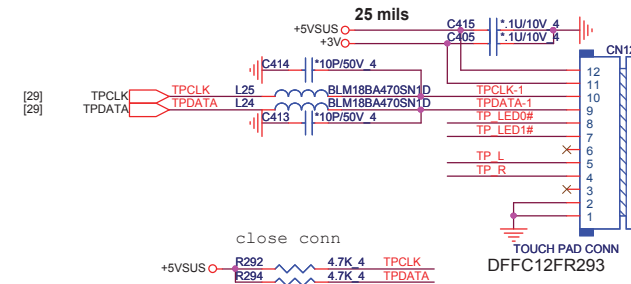 25 mils
+5VSUS C415 *.1U/10V_4
+3V C405 *.1U/10V_4
CN12
C414 *10P/50V_4
12
11
[29] TPCLK TPCLK L25 BLM18BA470SN1D TPCLK-1 10
[29] TPDATA TPDATA L24 BLM18BA470SN1D TPDATA-1 9
C413 *10P/50V_4 TP_LED0# 8
TP_LED1# 7
6
TP_L 5
TP_R 4
3
2
1
close conn
TOUCH PAD CONN
DFFC12FR293
+5VSUS R292 4.7K_4 TPCLK
R294 4.7K_4 TPDATA